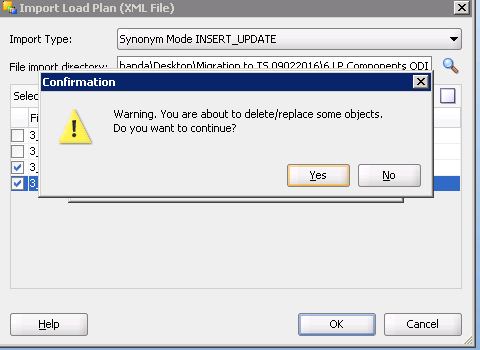 Import Load Plan (XML File)
Import Type: Synonym Mode INSERT_UPDATE
File import directory: handa\Desktop\Migration to TS 09022016\6 LP Components ODI
Confirmation
Selec
Warning. You are about to delete/replace some objects.
Do you want to continue?
Fi
3_
3_
3_
3_
Yes No
Help OK Cancel